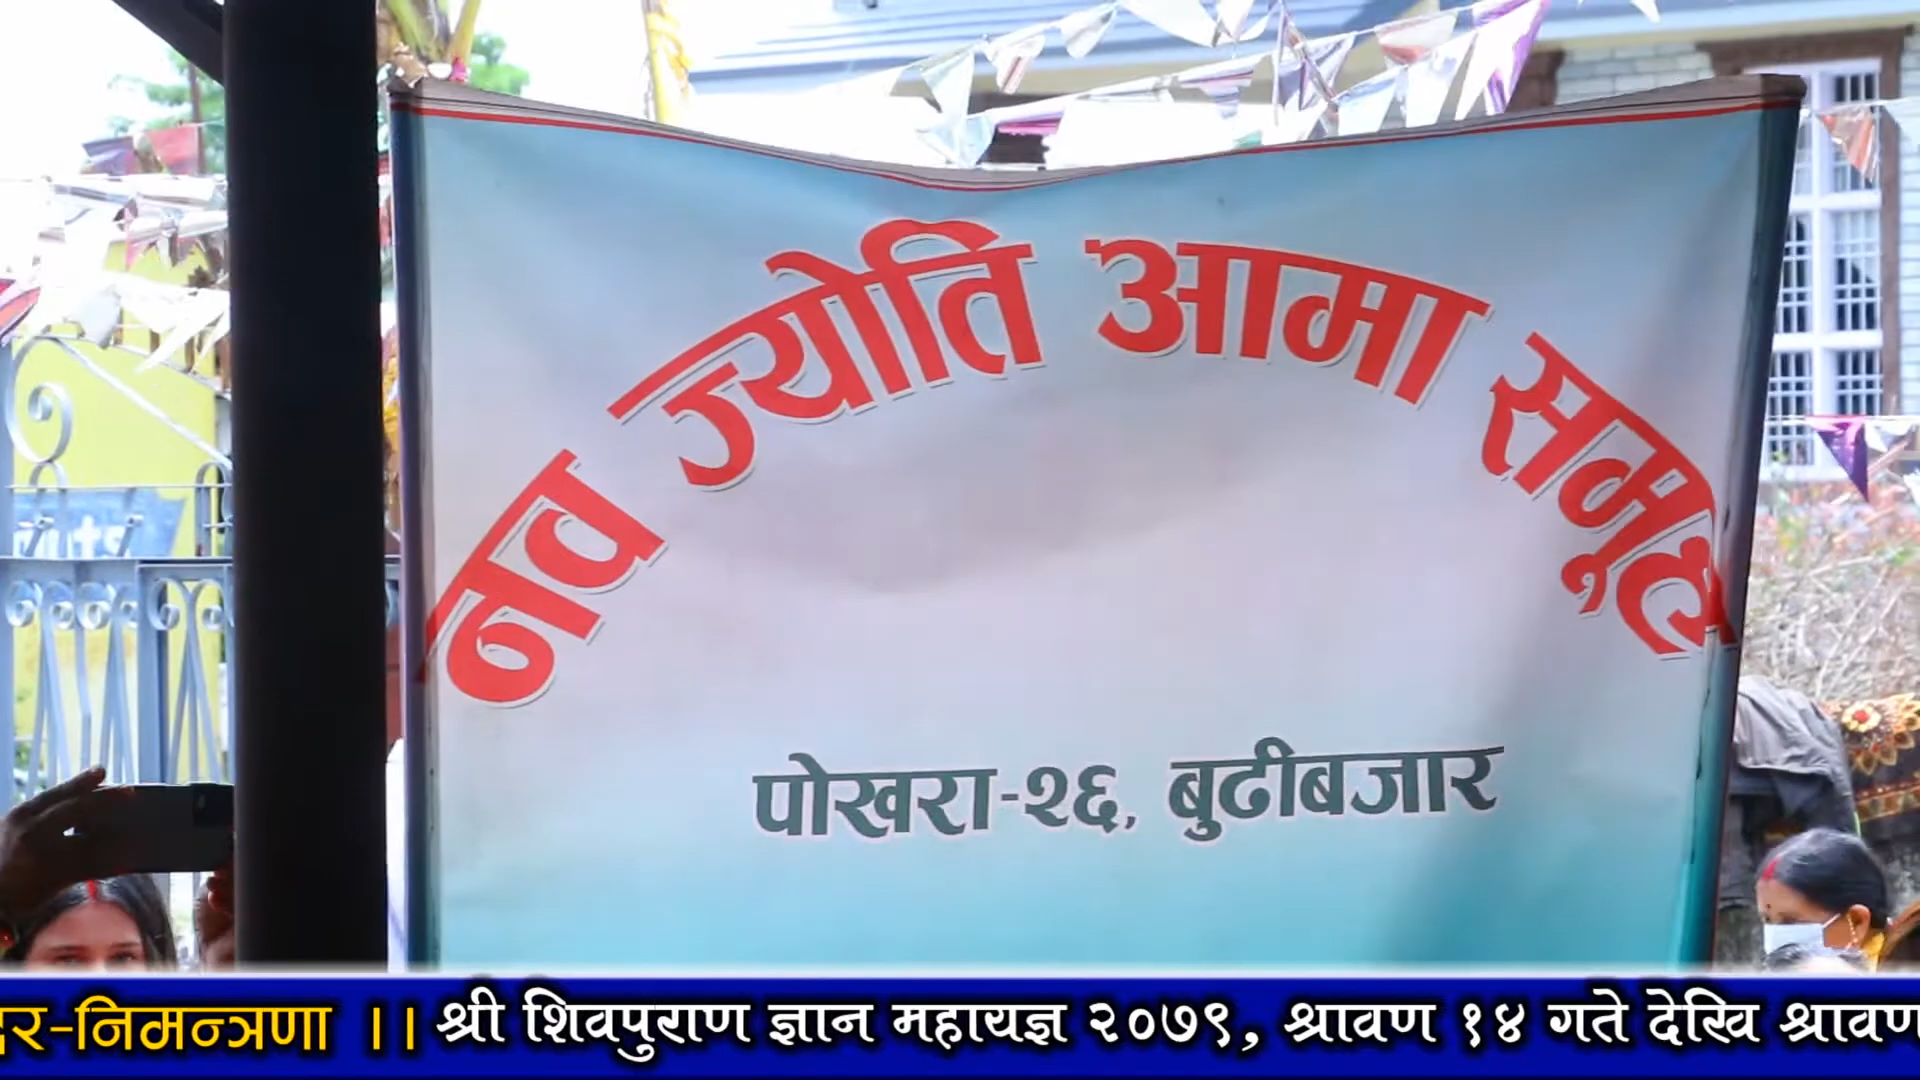 नव ज्योति आमा समूह
पोखरा-२६, बुढीबजार
निमन्त्रणा ।। श्री शिवपुराण ज्ञान महायज्ञ २०७९, श्रावण १४ गते देखि श्रावण